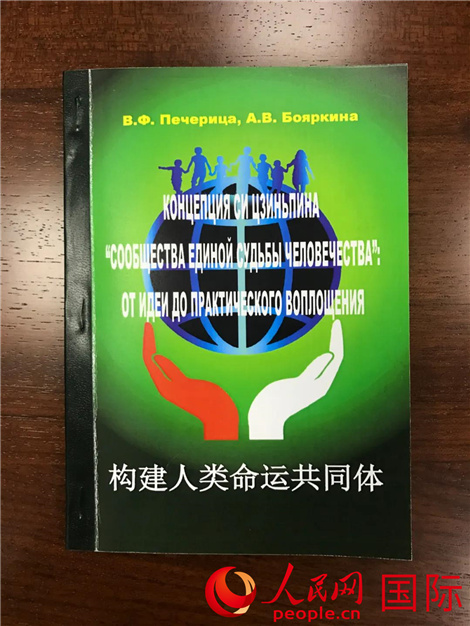 В.Ф. Печерица, А.В. Бояркина
КОНЦЕПЦИЯ СИ ЦЗИНЬПИНА
"СООБЩЕСТВА ЕДИНОЙ СУДЬБЫ ЧЕЛОВЕЧЕСТВА":
ОТ ИДЕИ ДО ПРАКТИЧЕСКОГО ВОПЛОЩЕНИЯ
构建人类命运共同体
人民网 国际
people.cn